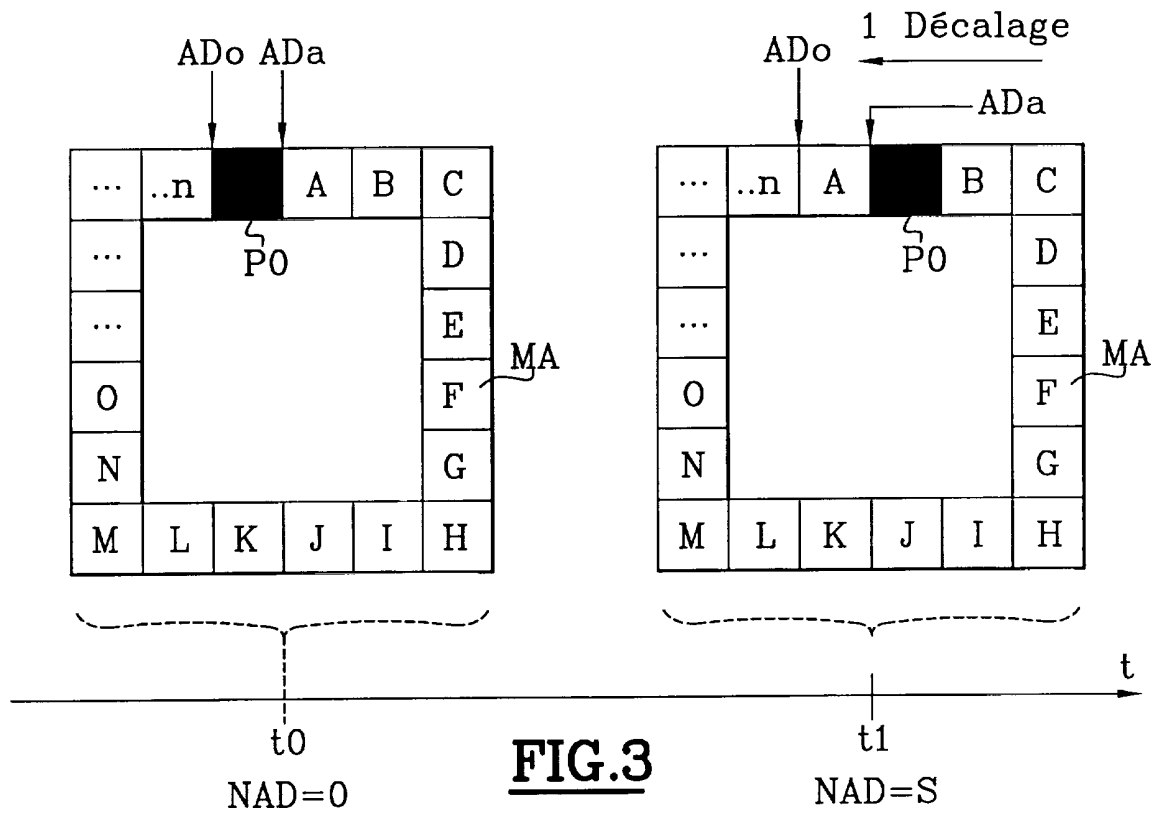 1 Décalage
ADo ADa
ADo
ADa
... ..n A B C
... D
... E
O F
N G
M L K J I H
P0
MA
... ..n A B C
... D
... E
O F
N G
M L K J I H
P0
MA
t
t0
t1
NAD=0
FIG.3
NAD=S